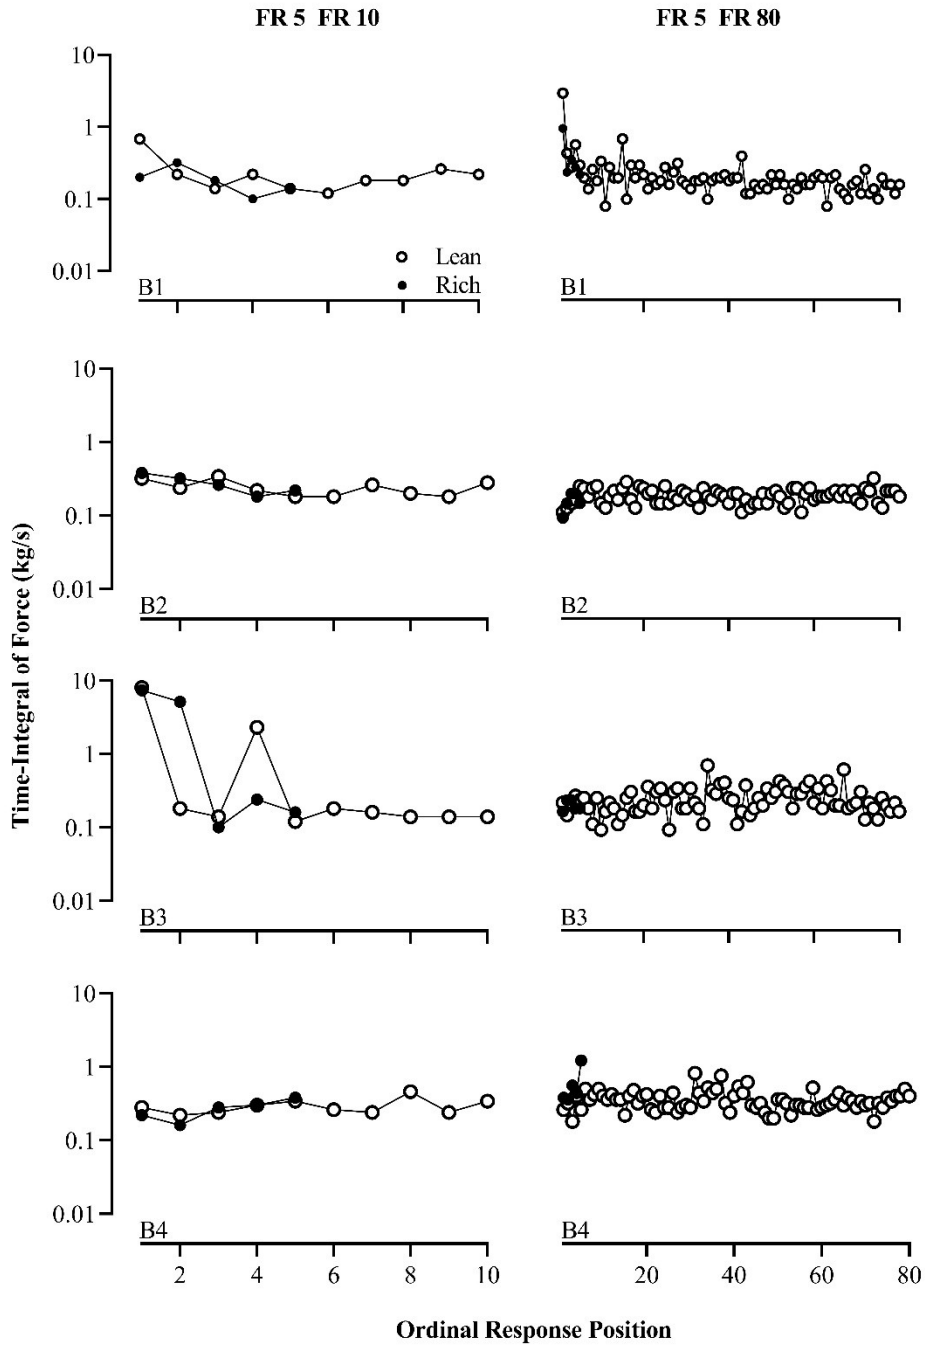 FR 5 FR 10
FR 5 FR 80
10
1
0.1
0.01
B1
Lean
Rich
B1
10
1
0.1
0.01
B2
B2
Time-Integral of Force (kg/s)
10
1
0.1
0.01
B3
B3
10
1
0.1
0.01
B4
B4
2 4 6 8 10
20 40 60 80
Ordinal Response Position